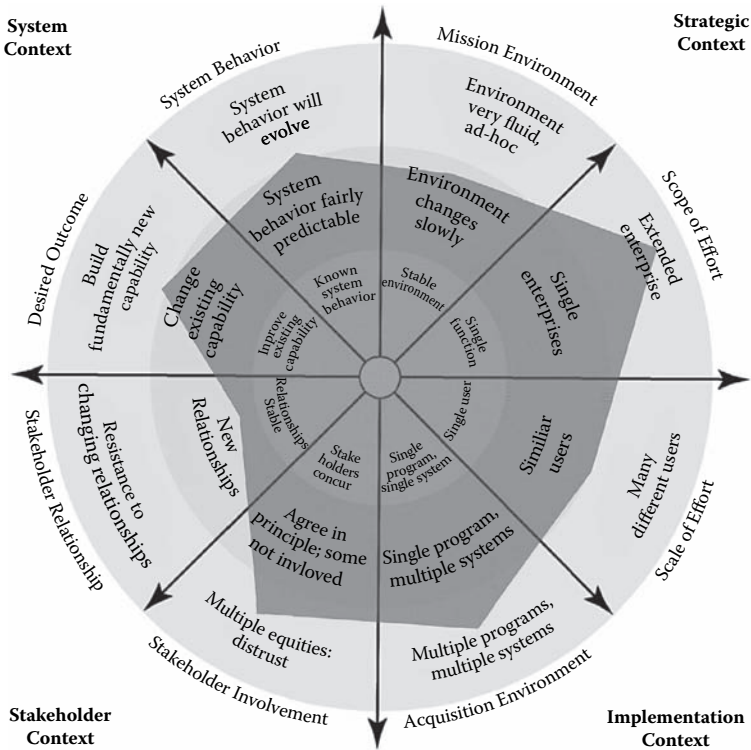 System
Context
Strategic
Context
System Behavior
Mission Environment
System
behavior will
evolve
Environment
very fluid,
ad-hoc
Desired Outcome
Scope of Effort
Build
fundamentally new
capability
System
behavior fairly
predictable
Environment
changes
slowly
Extended
enterprise
Change
existing
capability
Known
system
behavior
Stable
environment
Single
enterprises
Improve
existing
capability
Single
function
Stakeholder Relationship
Resistance to
changing relationships
New
Relationships
Relationships
Stable
Single user
Similiar
users
Many
different users
Scale of Effort
Stake
holders
concur
Single
program,
single system
Agree in
principle; some
not invloved
Single program,
multiple systems
Multiple equities:
distrust
Multiple programs,
multiple systems
Stakeholder Involvement
Acquisition Environment
Stakeholder
Context
Implementation
Context